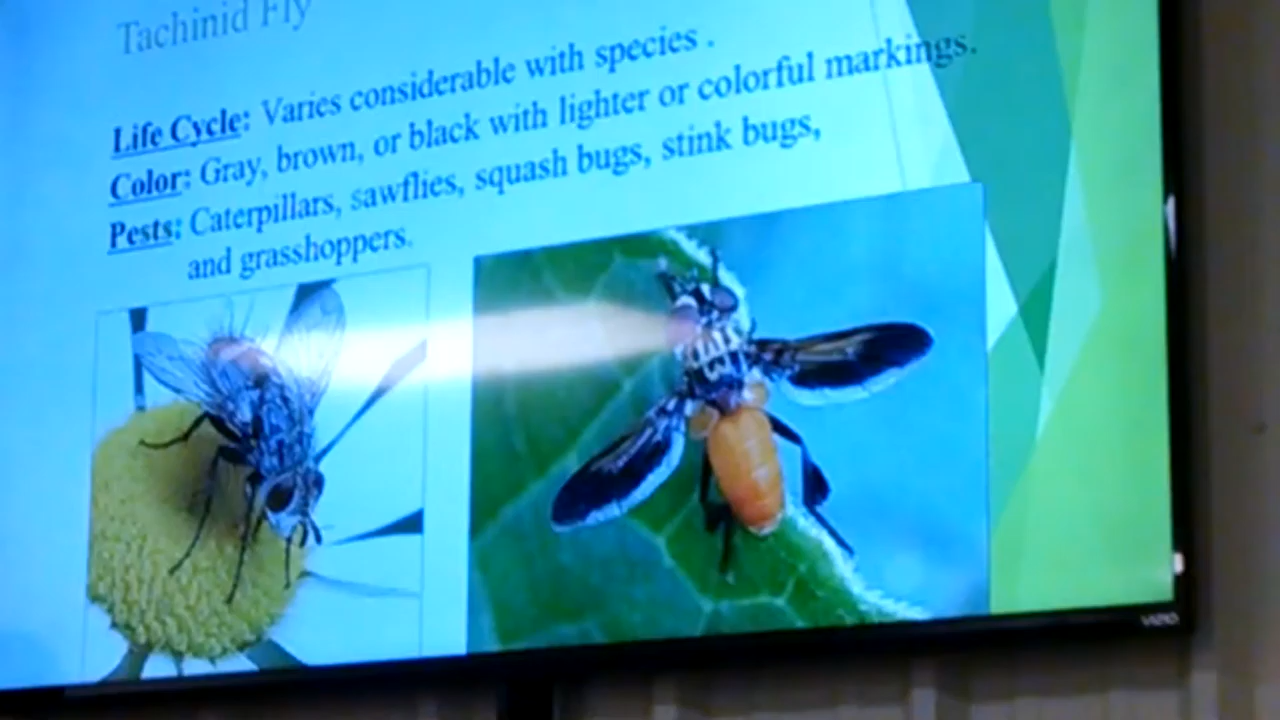 Tachinid Fly
Life Cycle: Varies considerable with species .
Color: Gray, brown, or black with lighter or colorful markings.
Pests: Caterpillars, sawflies, squash bugs, stink bugs,
and grasshoppers.
VIZIO